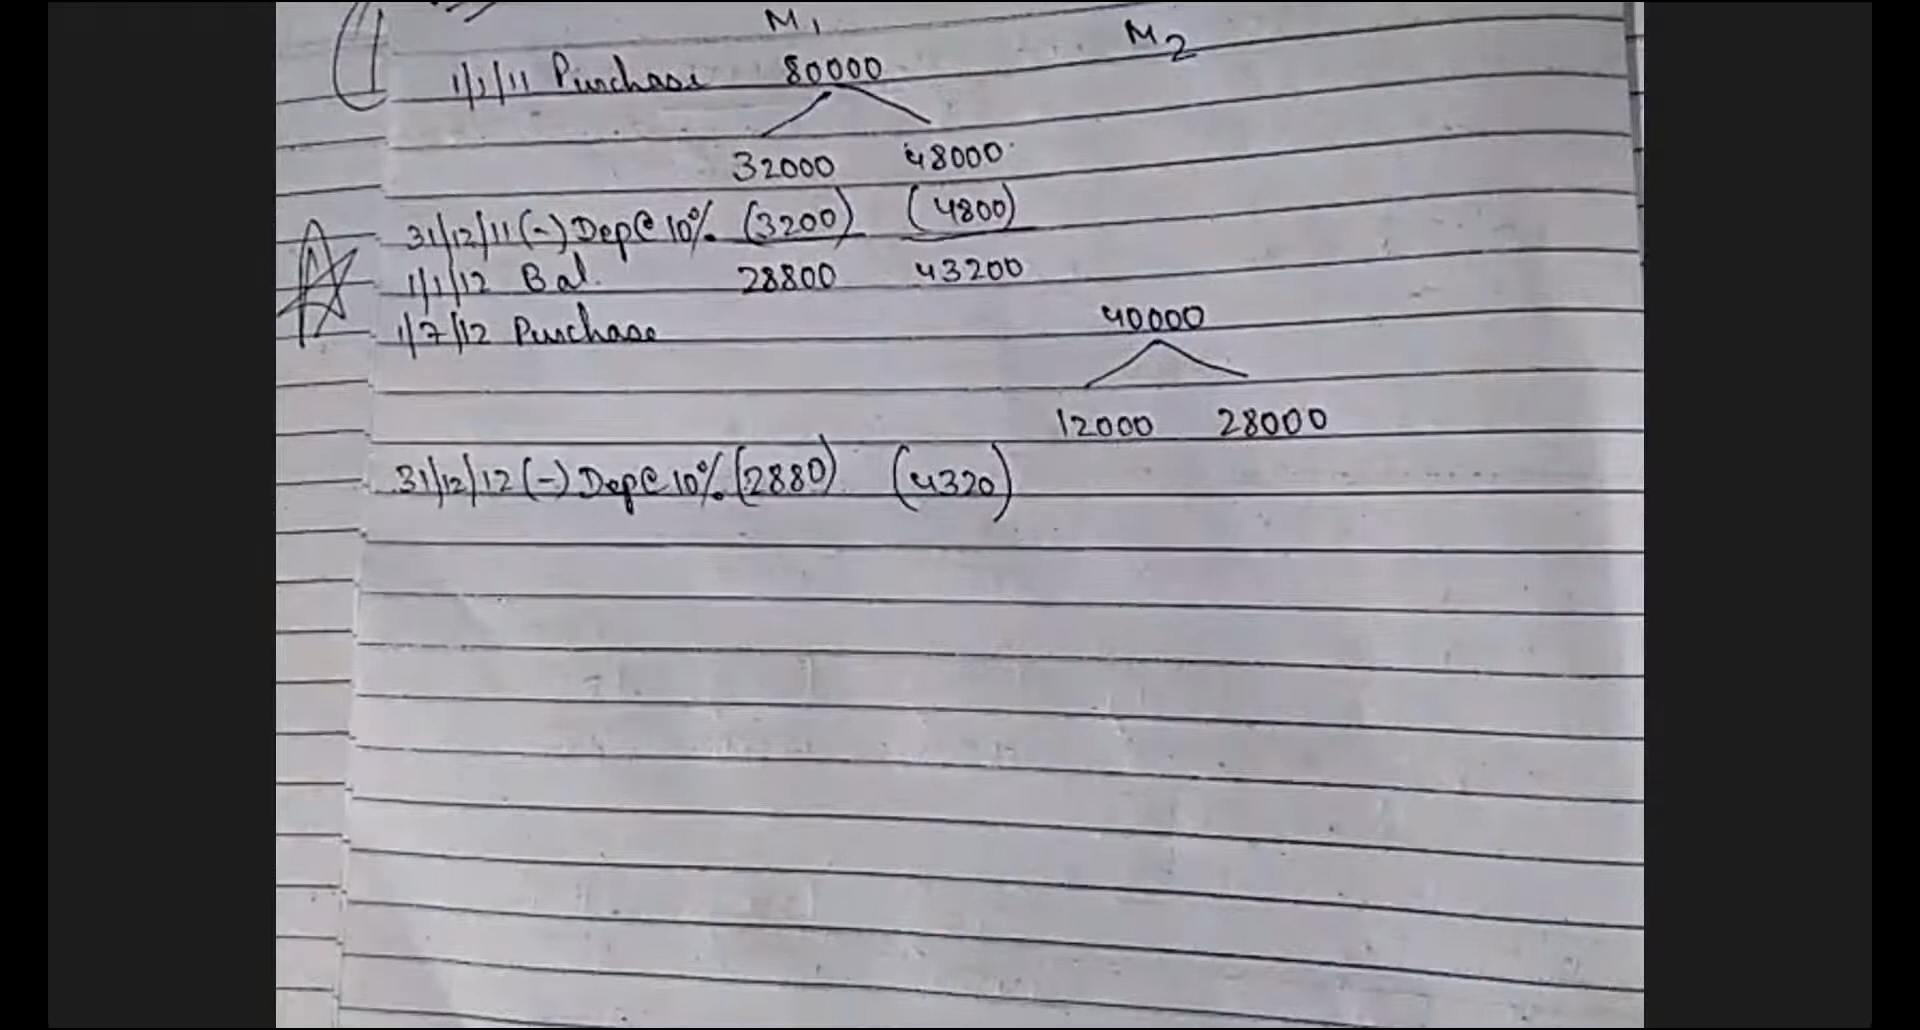 M1 M2
1/1/11 Purchase 80000
32000 48000
31/12/11 (-) Dep@ 10% (3200) (4800)
1/1/12 Bal. 28800 43200
1/7/12 Purchase 40000
12000 28000
31/12/12 (-) Dep@ 10% (2880) (4320)